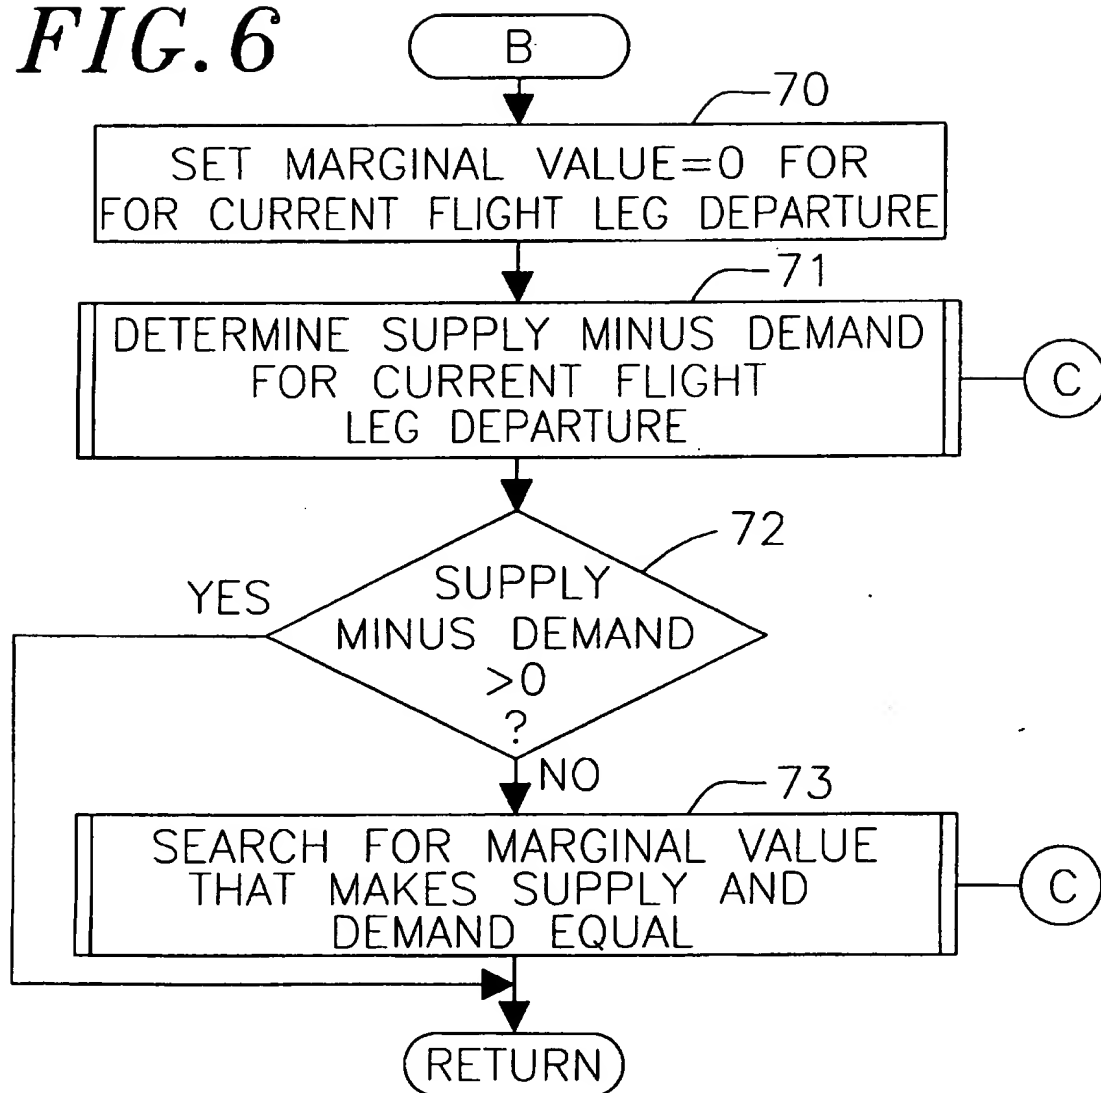 FIG. 6
B
70
SET MARGINAL VALUE=0 FOR
FOR CURRENT FLIGHT LEG DEPARTURE
71
DETERMINE SUPPLY MINUS DEMAND
FOR CURRENT FLIGHT
LEG DEPARTURE
C
72
SUPPLY
MINUS DEMAND
>0
?
YES
NO
73
SEARCH FOR MARGINAL VALUE
THAT MAKES SUPPLY AND
DEMAND EQUAL
C
RETURN